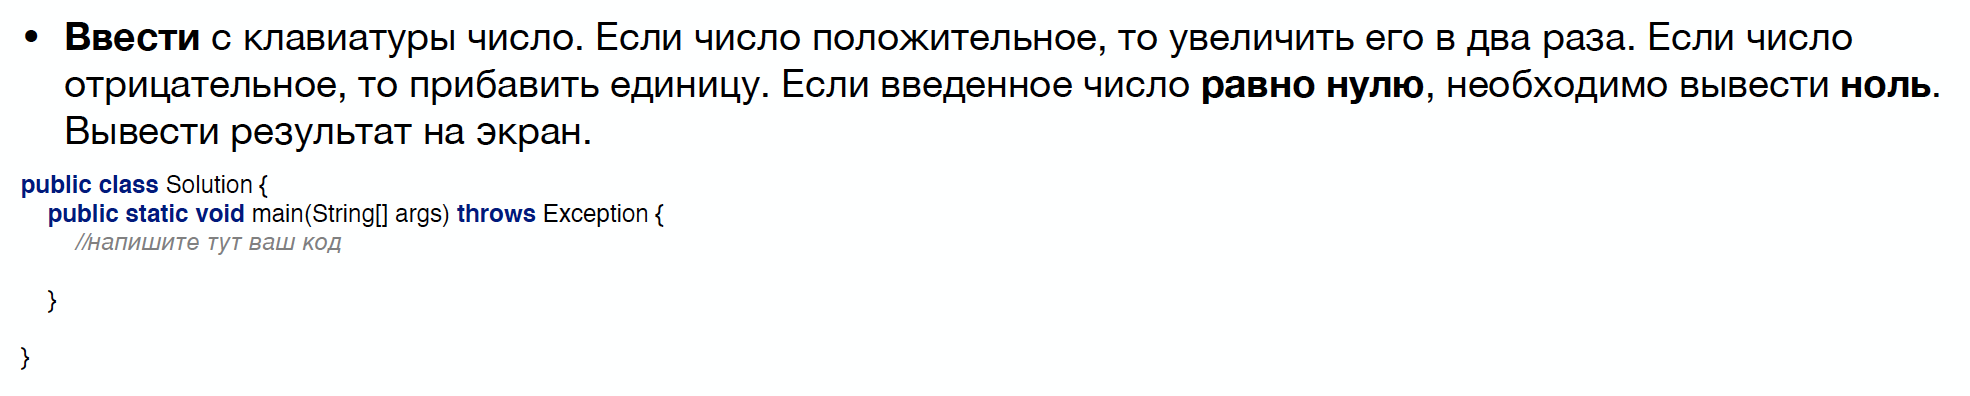 • Ввести с клавиатуры число. Если число положительное, то увеличить его в два раза. Если число
отрицательное, то прибавить единицу. Если введенное число равно нулю, необходимо вывести ноль.
Вывести результат на экран.
public class Solution {
public static void main(String[] args) throws Exception {
//напишите тут ваш код
}
}